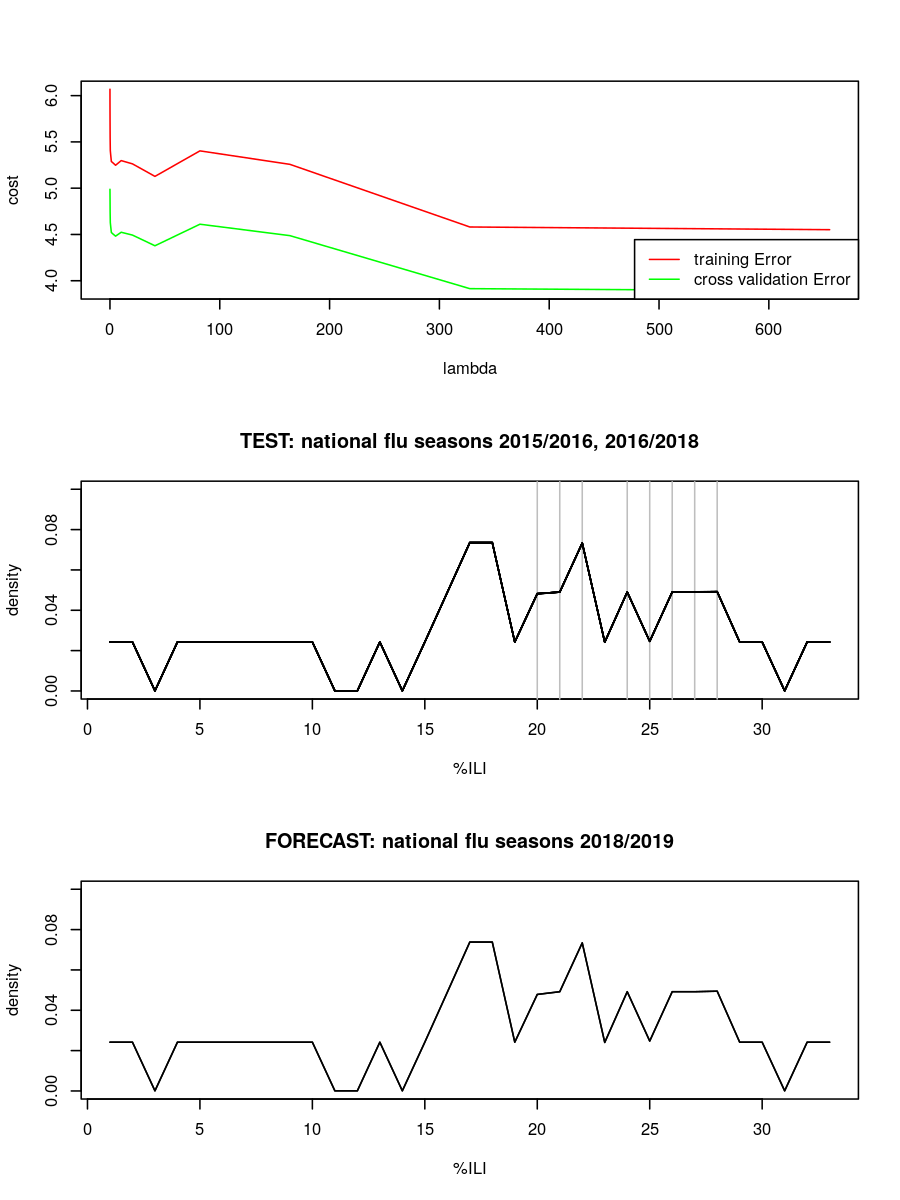 6.0
5.5
5.0
4.5
4.0
cost
training Error
cross validation Error
0 100 200 300 400 500 600
lambda
TEST: national flu seasons 2015/2016, 2016/2018
0.08
0.04
0.00
density
0 5 10 15 20 25 30
%ILI
FORECAST: national flu seasons 2018/2019
0.08
0.04
0.00
density
0 5 10 15 20 25 30
%ILI